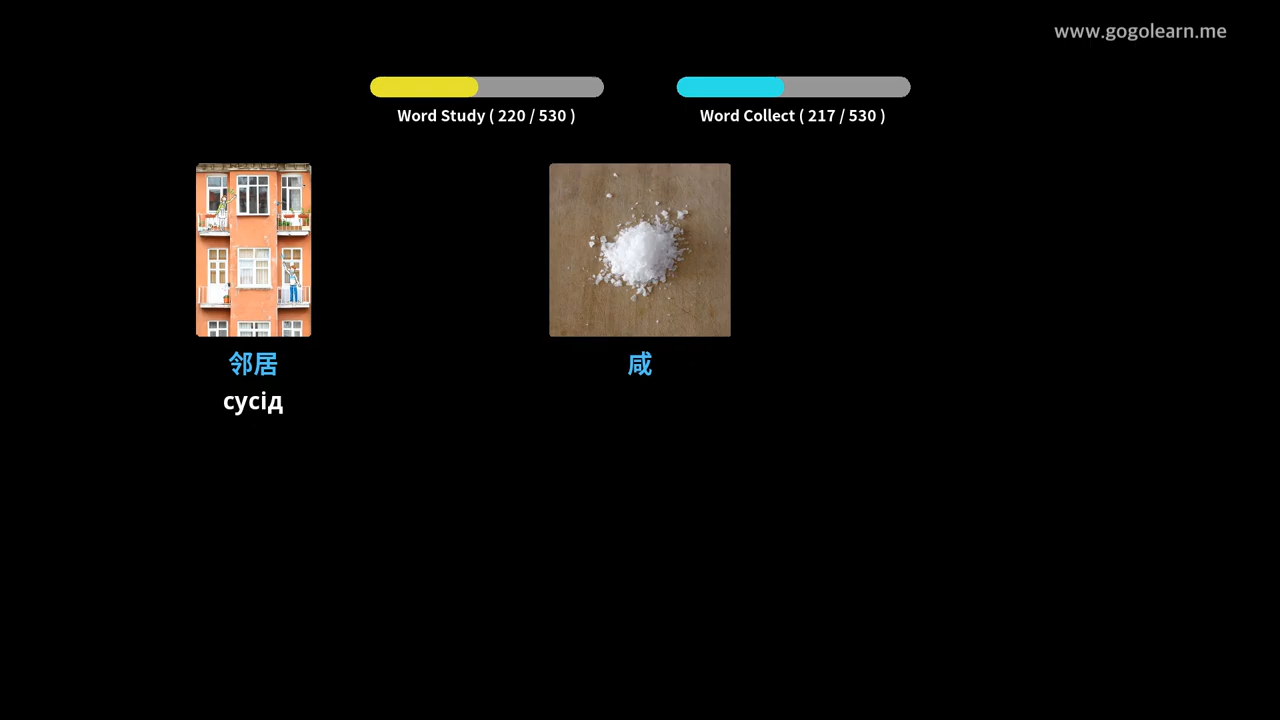 www.gogolearn.me
Word Study ( 220 / 530 )
Word Collect ( 217 / 530 )
邻居
сусід
咸